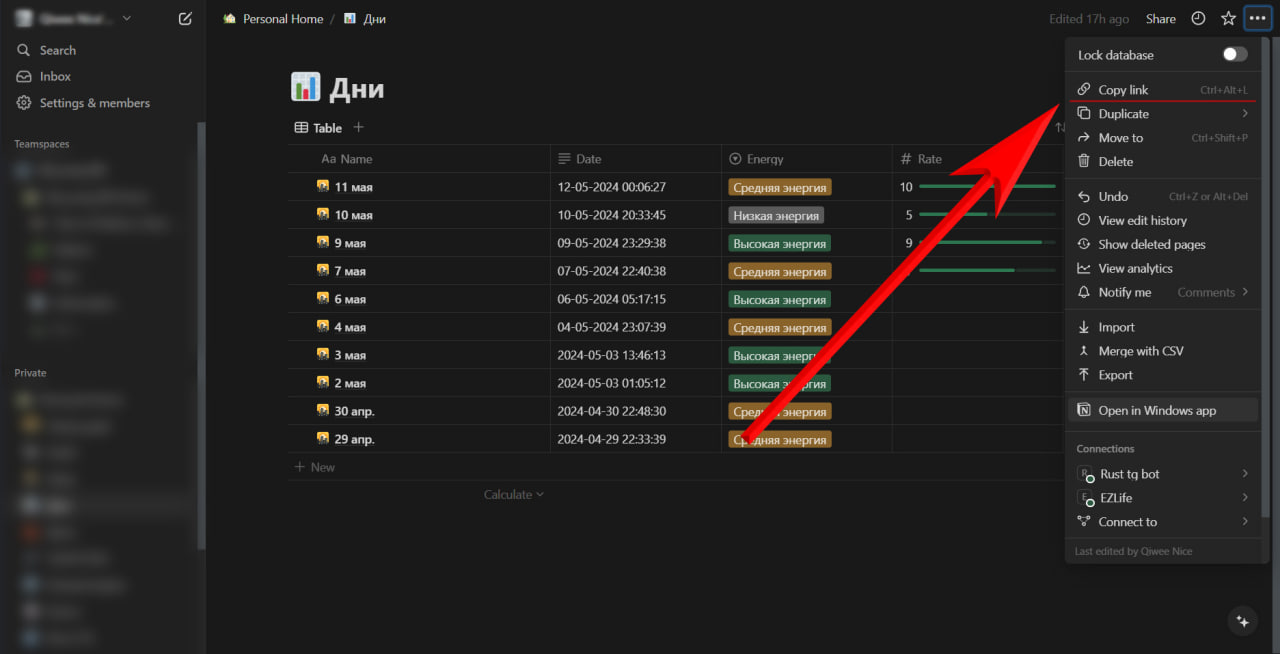 Personal Home / Дни
Edited 17h ago Share
Search
Inbox
Settings & members
Teamspaces
Private
Дни
Table
Aa Name Date Energy # Rate
11 мая 12-05-2024 00:06:27 Средняя энергия 10
10 мая 10-05-2024 20:33:45 Низкая энергия 5
9 мая 09-05-2024 23:29:38 Высокая энергия 9
7 мая 07-05-2024 22:40:38 Средняя энергия
6 мая 06-05-2024 05:17:15 Высокая энергия
4 мая 04-05-2024 23:07:39 Средняя энергия
3 мая 2024-05-03 13:46:13 Высокая энергия
2 мая 2024-05-03 01:05:12 Высокая энергия
30 апр. 2024-04-30 22:48:30 Средняя энергия
29 апр. 2024-04-29 22:33:39 Средняя энергия
New
Calculate
Lock database
Copy link Ctrl+Alt+L
Duplicate
Move to Ctrl+Shift+P
Delete
Undo Ctrl+Z or Alt+Del
View edit history
Show deleted pages
View analytics
Notify me Comments
Import
Merge with CSV
Export
Open in Windows app
Connections
R Rust tg bot
E EZLife
Connect to
Last edited by Qiwee Nice